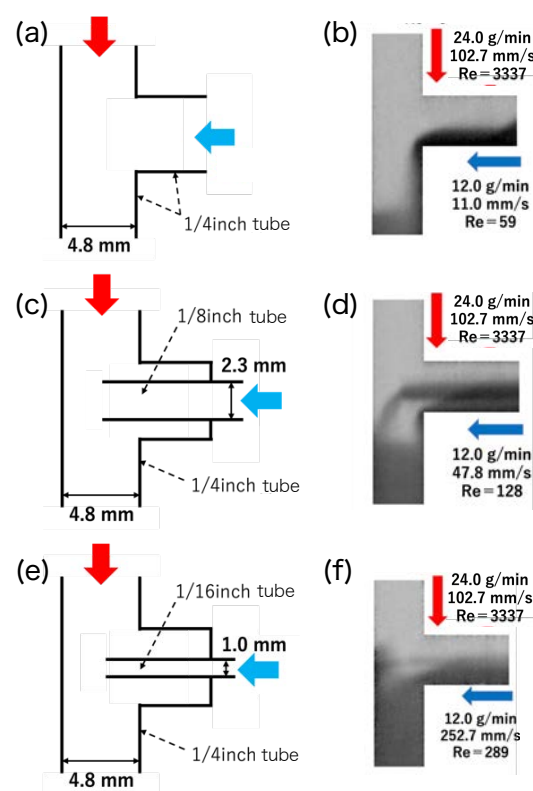 (a)
1/4inch tube
4.8 mm
(b)
24.0 g/min
102.7 mm/s
Re=3337
12.0 g/min
11.0 mm/s
Re=59
(c)
1/8inch tube
2.3 mm
1/4inch tube
4.8 mm
(d)
24.0 g/min
102.7 mm/s
Re=3337
12.0 g/min
47.8 mm/s
Re=128
(e)
1/16inch tube
1.0 mm
1/4inch tube
4.8 mm
(f)
24.0 g/min
102.7 mm/s
Re=3337
12.0 g/min
252.7 mm/s
Re=289